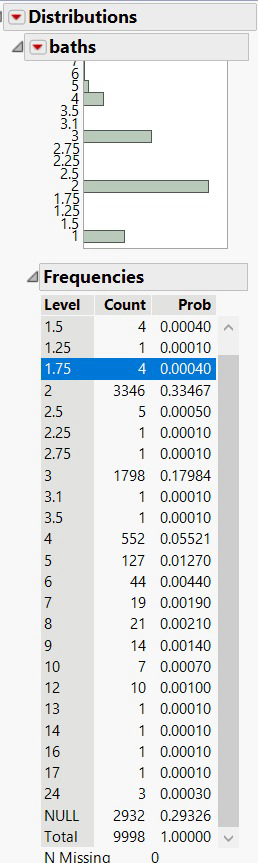 Distributions
baths
6
5
4
3.5
3.1
3
2.75
2.25
2.5
2
1.75
1.25
1.5
1
Frequencies
Level Count Prob
1.5 4 0.00040
1.25 1 0.00010
1.75 4 0.00040
2 3346 0.33467
2.5 5 0.00050
2.25 1 0.00010
2.75 1 0.00010
3 1798 0.17984
3.1 1 0.00010
3.5 1 0.00010
4 552 0.05521
5 127 0.01270
6 44 0.00440
7 19 0.00190
8 21 0.00210
9 14 0.00140
10 7 0.00070
12 10 0.00100
13 1 0.00010
14 1 0.00010
16 1 0.00010
17 1 0.00010
24 3 0.00030
NULL 2932 0.29326
Total 9998 1.00000
N Missing 0